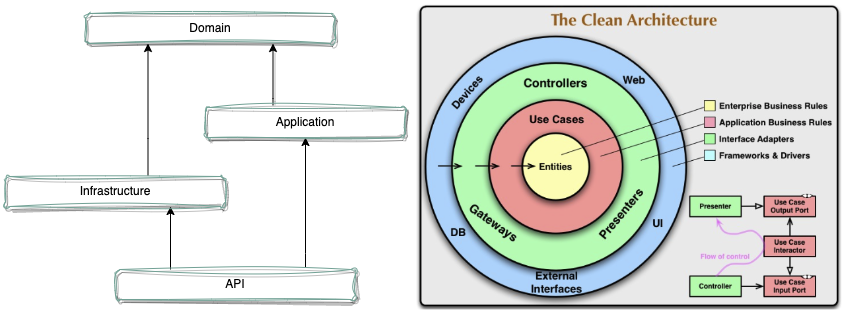 Domain
Application
Infrastructure
API
The Clean Architecture
Devices
Web
Controllers
Use Cases
Entities
Gateways
Presenters
DB
UI
External
Interfaces
Enterprise Business Rules
Application Business Rules
Interface Adapters
Frameworks & Drivers
Presenter
Use Case
Output Port
Use Case
Interactor
Flow of control
Controller
Use Case
Input Port